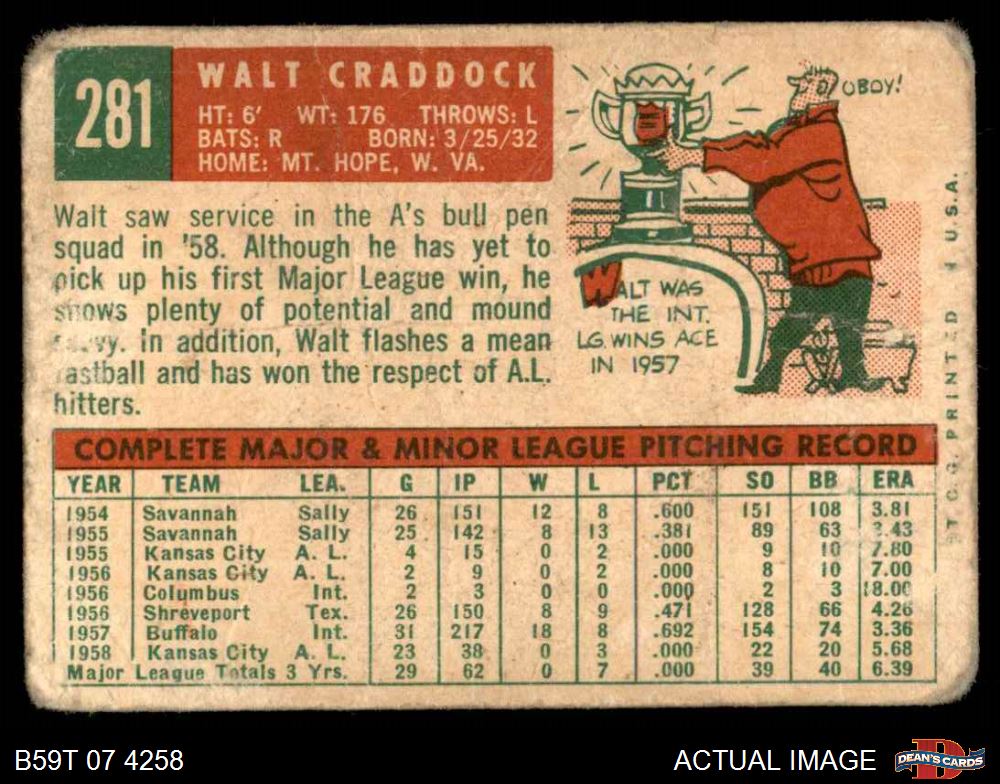 281
WALT CRADDOCK
HT: 6' WT: 176 THROWS: L
BATS: R BORN: 3/25/32
HOME: MT. HOPE, W. VA.
Walt saw service in the A's bull pen
squad in '58. Although he has yet to
pick up his first Major League win, he
shows plenty of potential and mound
In addition, Walt flashes a mean
fastball and has won the respect of A.L.
hitters.
OBOY!
WALT WAS
THE INT.
LG. WINS ACE
IN 1957
T. C. G. PRINTED U.S.A.
COMPLETE MAJOR & MINOR LEAGUE PITCHING RECORD
YEAR TEAM LEA. G IP W L PCT SO BB ERA
1954 Savannah Sally 26 151 12 8 .600 151 108 3.81
1955 Savannah Sally 25 142 8 13 .381 89 63 3.43
1955 Kansas City A. L. 4 15 0 2 .000 9 10 7.80
1956 Kansas City A. L. 2 9 0 2 .000 8 10 7.00
1956 Columbus Int. 2 3 0 0 .000 2 3 18.00
1956 Shreveport Tex. 26 150 8 9 .471 128 66 4.26
1957 Buffalo Int. 31 217 18 8 .692 154 74 3.36
1958 Kansas City A. L. 23 38 0 3 .000 22 20 5.68
Major League Totals 3 Yrs. 29 62 0 7 .000 39 40 6.39
B59T 07 4258
ACTUAL IMAGE
DEAN'S CARDS